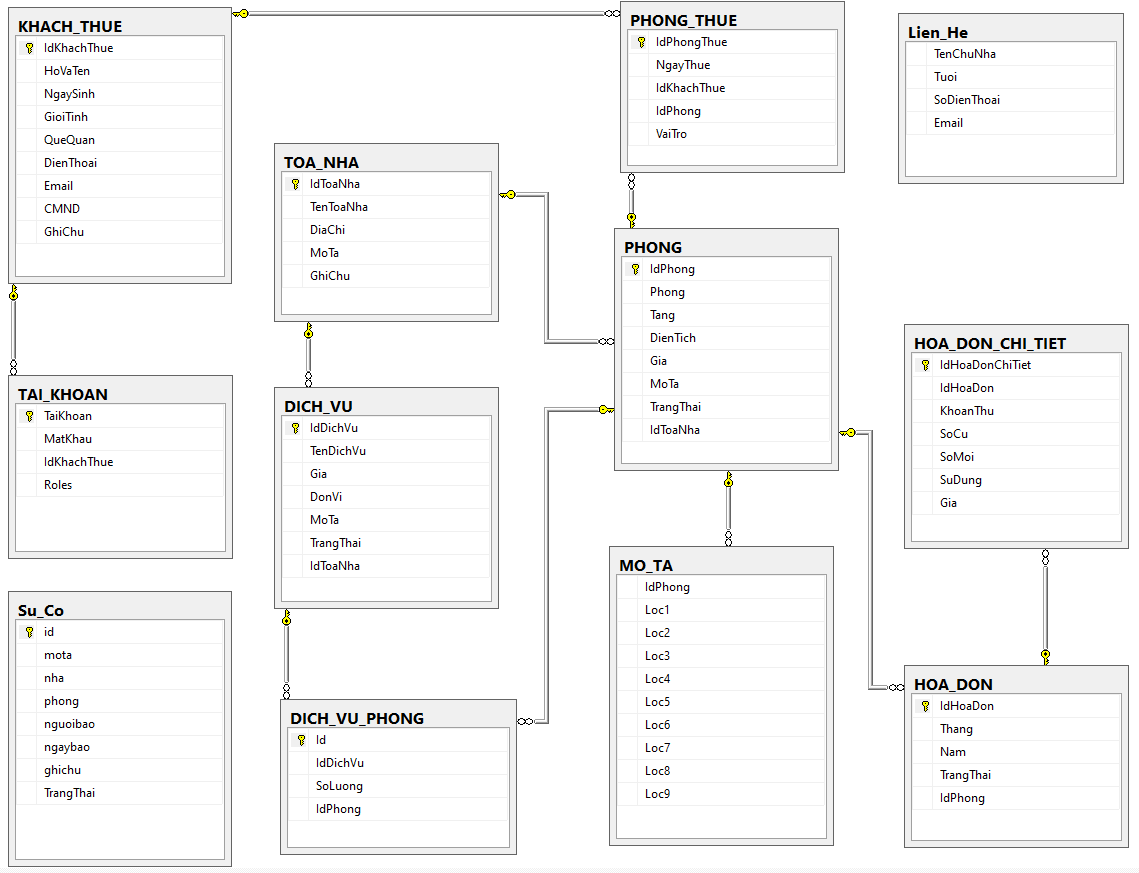 KHACH_THUE
IdKhachThue
HoVaTen
NgaySinh
GioiTinh
QueQuan
DienThoai
Email
CMND
GhiChu
PHONG_THUE
IdPhongThue
NgayThue
IdKhachThue
IdPhong
VaiTro
Lien_He
TenChuNha
Tuoi
SoDienThoai
Email
TOA_NHA
IdToaNha
TenToaNha
DiaChi
MoTa
GhiChu
PHONG
IdPhong
Phong
Tang
DienTich
Gia
MoTa
TrangThai
IdToaNha
HOA_DON_CHI_TIET
IdHoaDonChiTiet
IdHoaDon
KhoanThu
SoCu
SoMoi
SuDung
Gia
TAI_KHOAN
TaiKhoan
MatKhau
IdKhachThue
Roles
DICH_VU
IdDichVu
TenDichVu
Gia
DonVi
MoTa
TrangThai
IdToaNha
MO_TA
IdPhong
Loc1
Loc2
Loc3
Loc4
Loc5
Loc6
Loc7
Loc8
Loc9
Su_Co
id
mota
nha
phong
nguoibao
ngaybao
ghichu
TrangThai
DICH_VU_PHONG
Id
IdDichVu
SoLuong
IdPhong
HOA_DON
IdHoaDon
Thang
Nam
TrangThai
IdPhong